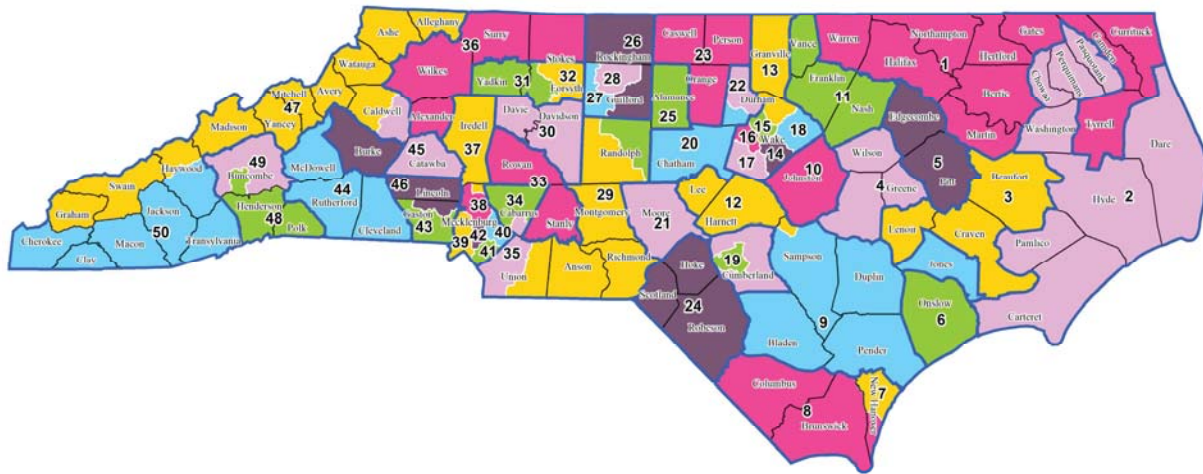 Alleghany
Ashe
Surry
36
Stokes
Rockingham
26
Caswell
Person
23
Granville
13
Vance
Warren
Northampton
Gates
Hertford
Halifax
1
Camden
Currituck
Pasquotank
Perquimans
Chowan
Watauga
Wilkes
Yadkin
31
32
Forsyth
27
28
Guilford
Alamance
25
Orange
22
Durham
Franklin
11
Nash
Edgecombe
Bertie
Martin
Washington
Tyrrell
Dare
Mitchell
47
Avery
Yancey
Caldwell
Alexander
Iredell
37
Davie
Davidson
30
Randolph
Chatham
20
15
16
Wake
18
14
17
Madison
Haywood
Buncombe
49
McDowell
Burke
45
Catawba
Rowan
33
Johnston
10
Wilson
4
Greene
5
Pitt
Beaufort
3
Hyde
2
Swain
Graham
Jackson
50
Henderson
48
Polk
Rutherford
44
Cleveland
46
Lincoln
Gaston
43
38
Mecklenburg
42
39
41
40
34
Cabarrus
Stanly
29
Montgomery
Moore
21
Lee
12
Harnett
Lenoir
Craven
Pamlico
Cherokee
Macon
Clay
Transylvania
35
Union
Anson
Richmond
Hoke
19
Cumberland
Sampson
Duplin
Jones
Onslow
6
Carteret
Scotland
24
Robeson
Bladen
9
Pender
Columbus
8
Brunswick
New Hanover
7